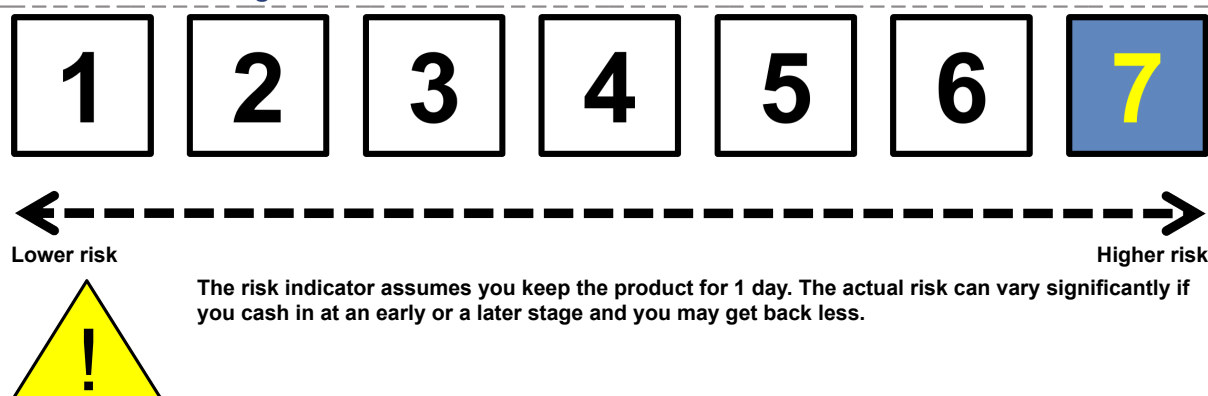 1 2 3 4 5 6 7
Lower risk Higher risk
The risk indicator assumes you keep the product for 1 day. The actual risk can vary significantly if
you cash in at an early or a later stage and you may get back less.
!